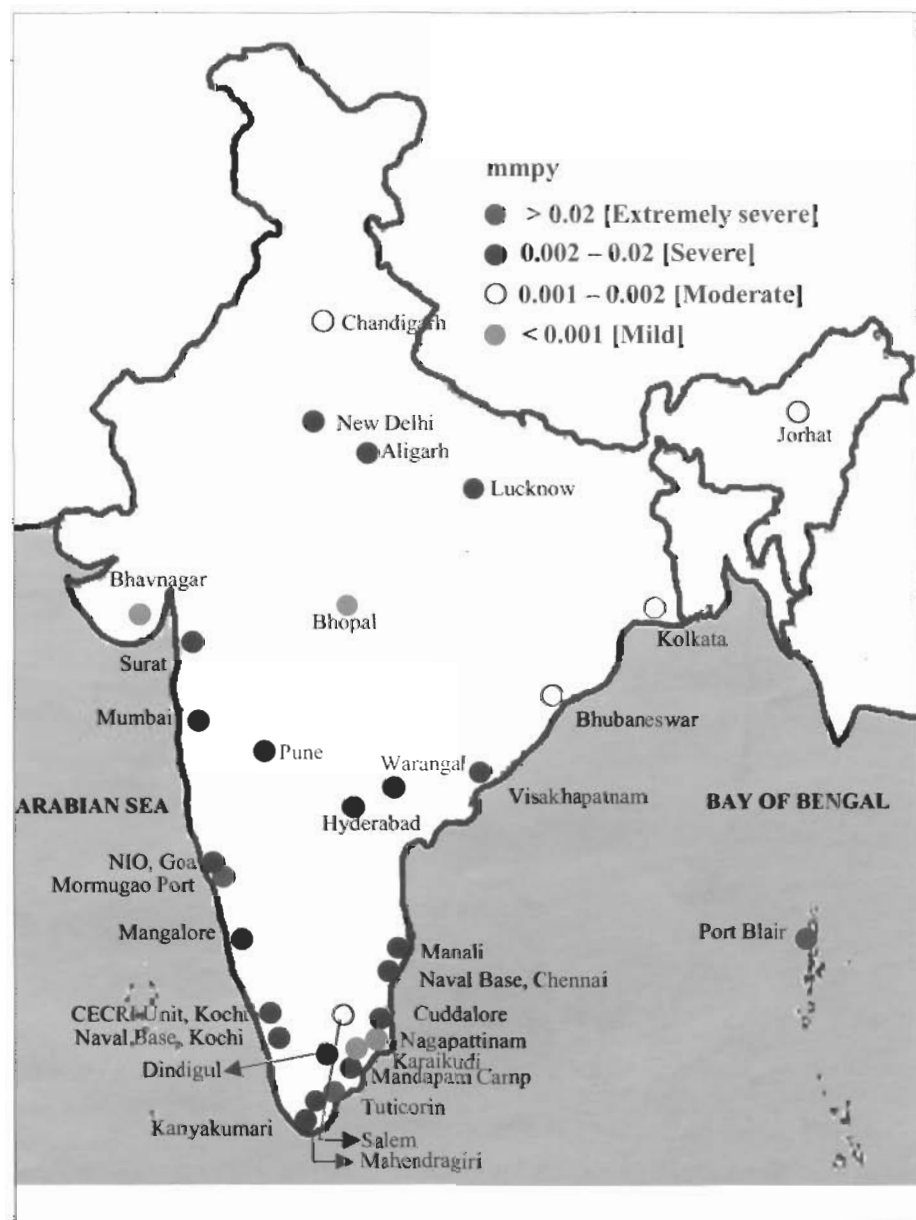 mmpy
> 0.02 [Extremely severe]
0.002 – 0.02 [Severe]
0.001 – 0.002 [Moderate]
< 0.001 [Mild]
Chandigarh
New Delhi
Aligarh
Lucknow
Jorhat
Bhavnagar
Bhopal
Kolkata
Surat
Bhubaneswar
Mumbai
Pune
Warangal
Visakhapatnam
ARABIAN SEA
BAY OF BENGAL
Hyderabad
NIO, Goa
Mormugao Port
Mangalore
Port Blair
Manali
Naval Base, Chennai
CECRI Unit, Kochi
Cuddalore
Naval Base, Kochi
Nagapattinam
Karaikudi
Dindigul
Mandapam Camp
Tuticorin
Kanyakumari
Salem
Mahendragiri